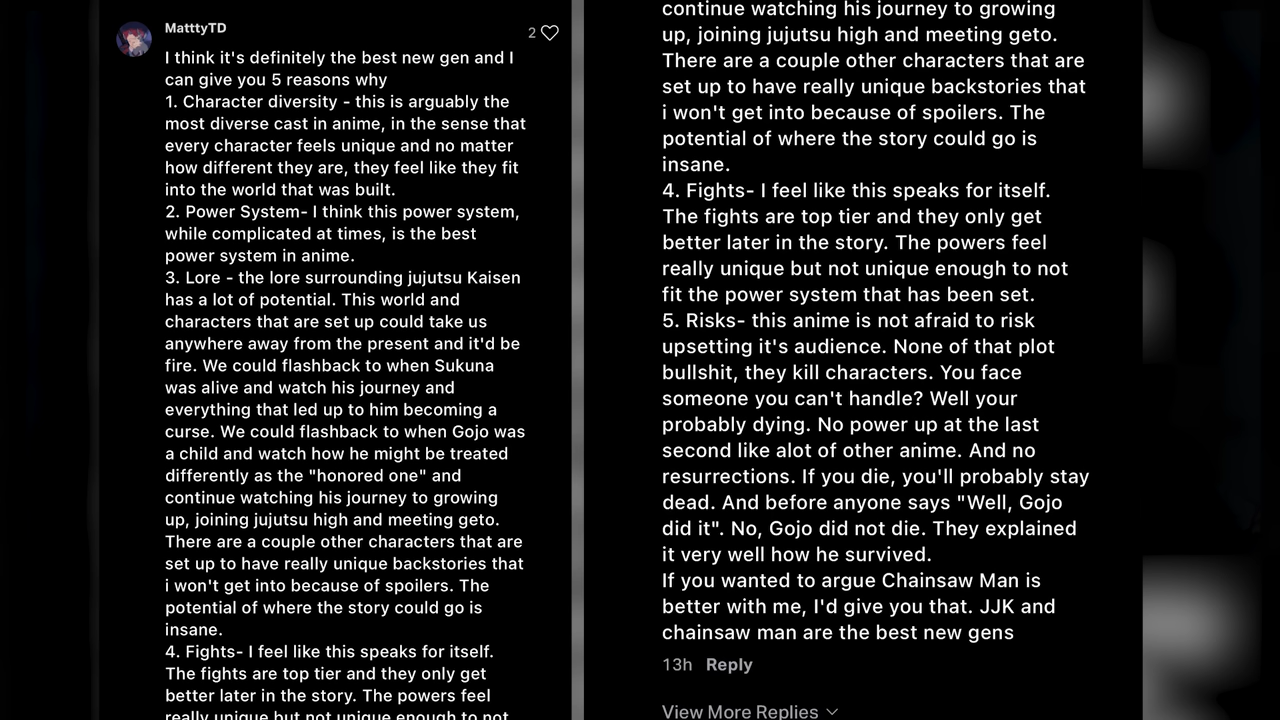 MatttyTD
2
I think it's definitely the best new gen and I
can give you 5 reasons why
1. Character diversity - this is arguably the
most diverse cast in anime, in the sense that
every character feels unique and no matter
how different they are, they feel like they fit
into the world that was built.
2. Power System- I think this power system,
while complicated at times, is the best
power system in anime.
3. Lore - the lore surrounding jujutsu Kaisen
has a lot of potential. This world and
characters that are set up could take us
anywhere away from the present and it'd be
fire. We could flashback to when Sukuna
was alive and watch his journey and
everything that led up to him becoming a
curse. We could flashback to when Gojo was
a child and watch how he might be treated
differently as the "honored one" and
continue watching his journey to growing
up, joining jujutsu high and meeting geto.
There are a couple other characters that are
set up to have really unique backstories that
i won't get into because of spoilers. The
potential of where the story could go is
insane.
4. Fights- I feel like this speaks for itself.
The fights are top tier and they only get
better later in the story. The powers feel
really unique but not unique enough to not
continue watching his journey to growing
up, joining jujutsu high and meeting geto.
There are a couple other characters that are
set up to have really unique backstories that
i won't get into because of spoilers. The
potential of where the story could go is
insane.
4. Fights- I feel like this speaks for itself.
The fights are top tier and they only get
better later in the story. The powers feel
really unique but not unique enough to not
fit the power system that has been set.
5. Risks- this anime is not afraid to risk
upsetting it's audience. None of that plot
bullshit, they kill characters. You face
someone you can't handle? Well your
probably dying. No power up at the last
second like alot of other anime. And no
resurrections. If you die, you'll probably stay
dead. And before anyone says "Well, Gojo
did it". No, Gojo did not die. They explained
it very well how he survived.
If you wanted to argue Chainsaw Man is
better with me, I'd give you that. JJK and
chainsaw man are the best new gens
13h Reply
View More Replies